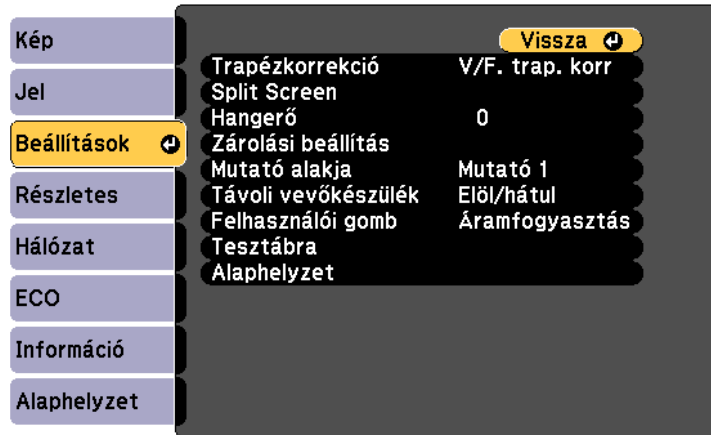 Kép
Jel
Beállítások
Részletes
Hálózat
ECO
Információ
Alaphelyzet
Vissza
Trapézkorrekció V/F. trap. korr
Split Screen
Hangerő 0
Zárolási beállítás
Mutató alakja Mutató 1
Távoli vevőkészülék Elöl/hátul
Felhasználói gomb Áramfogyasztás
Tesztábra
Alaphelyzet